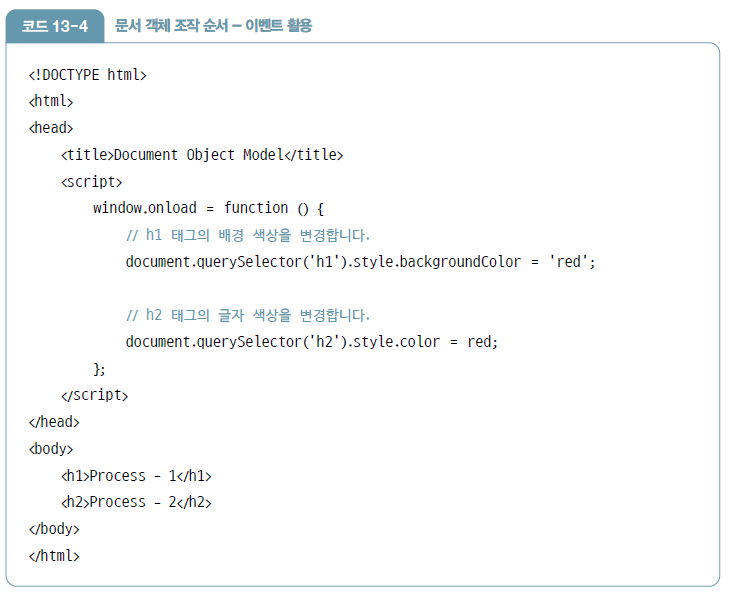 코드 13-4 문서 객체 조작 순서 – 이벤트 활용
<!DOCTYPE html>
<html>
<head>
    <title>Document Object Model</title>
    <script>
        window.onload = function () {
            // h1 태그의 배경 색상을 변경합니다.
            document.querySelector('h1').style.backgroundColor = 'red';

            // h2 태그의 글자 색상을 변경합니다.
            document.querySelector('h2').style.color = red;
        };
    </script>
</head>
<body>
    <h1>Process - 1</h1>
    <h2>Process - 2</h2>
</body>
</html>